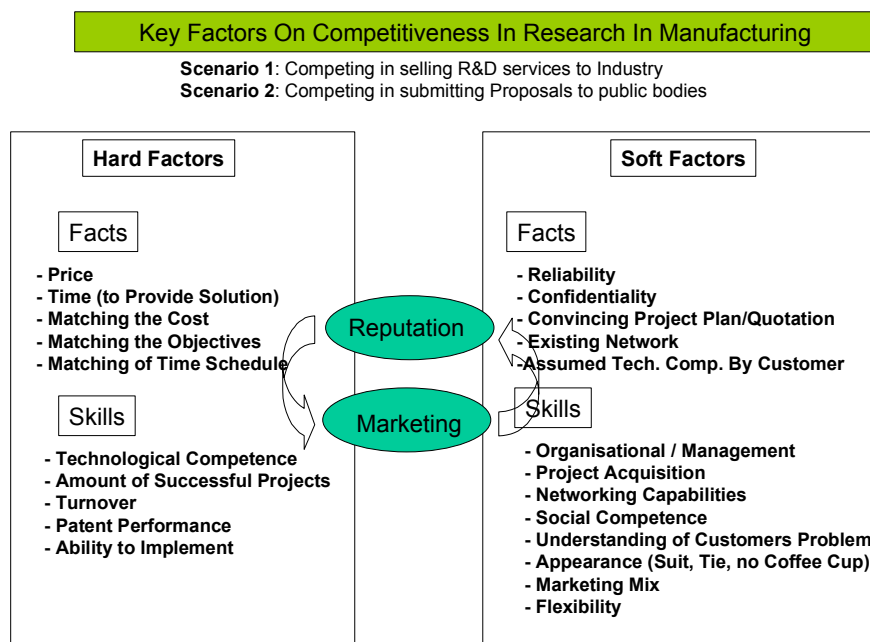 Key Factors On Competitiveness In Research In Manufacturing
Scenario 1: Competing in selling R&D services to Industry
Scenario 2: Competing in submitting Proposals to public bodies
Hard Factors
Facts
- Price
- Time (to Provide Solution)
- Matching the Cost
- Matching the Objectives
- Matching of Time Schedule
Skills
- Technological Competence
- Amount of Successful Projects
- Turnover
- Patent Performance
- Ability to Implement
Reputation
Marketing
Soft Factors
Facts
- Reliability
- Confidentiality
- Convincing Project Plan/Quotation
- Existing Network
-Assumed Tech. Comp. By Customer
Skills
- Organisational / Management
- Project Acquisition
- Networking Capabilities
- Social Competence
- Understanding of Customers Problem
- Appearance (Suit, Tie, no Coffee Cup)
- Marketing Mix
- Flexibility